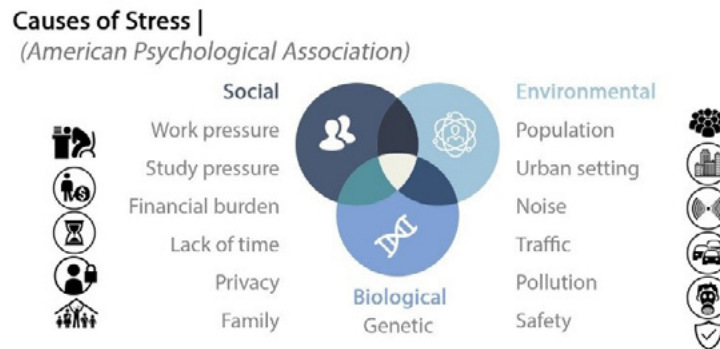 Causes of Stress |
(American Psychological Association)
Social
Work pressure
Study pressure
Financial burden
Lack of time
Privacy
Family
Environmental
Population
Urban setting
Noise
Traffic
Pollution
Safety
Biological
Genetic